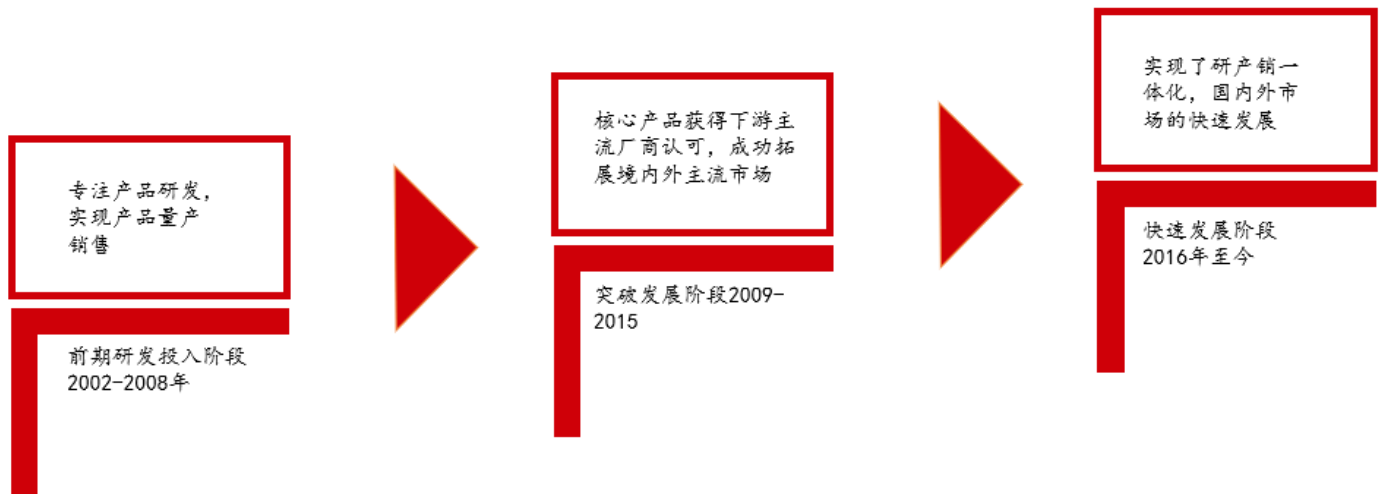 专注产品研发，
实现产品量产
销售
前期研发投入阶段
2002-2008年
核心产品获得下游主
流厂商认可，成功拓
展境内外主流市场
突破发展阶段2009-
2015
实现了研产销一
体化，国内外市
场的快速发展
快速发展阶段
2016年至今